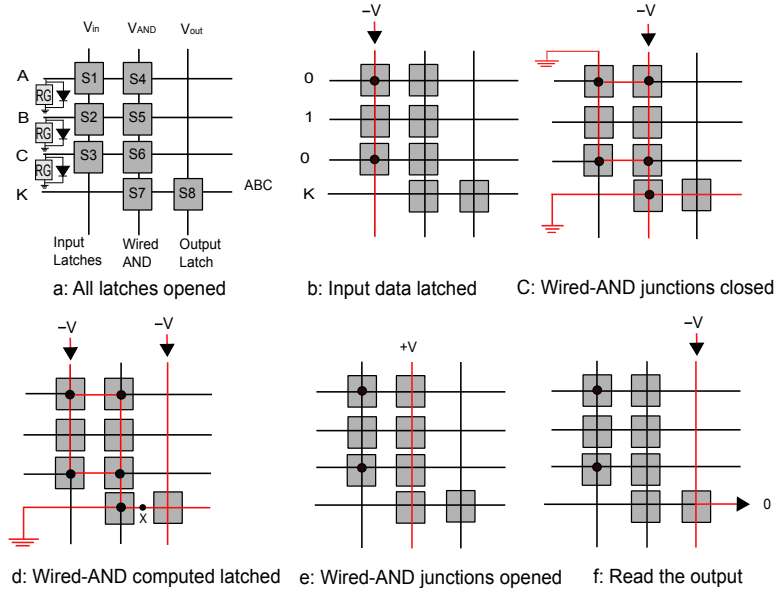 Vin VAND Vout
A S1 S4
RG
B S2 S5
RG
C S3 S6
RG
K S7 S8 ABC
Input Wired Output
Latches AND Latch
a: All latches opened
–V
0
1
0
K
b: Input data latched
–V
C: Wired-AND junctions closed
–V –V
X
d: Wired-AND computed latched
+V
e: Wired-AND junctions opened
–V
0
f: Read the output